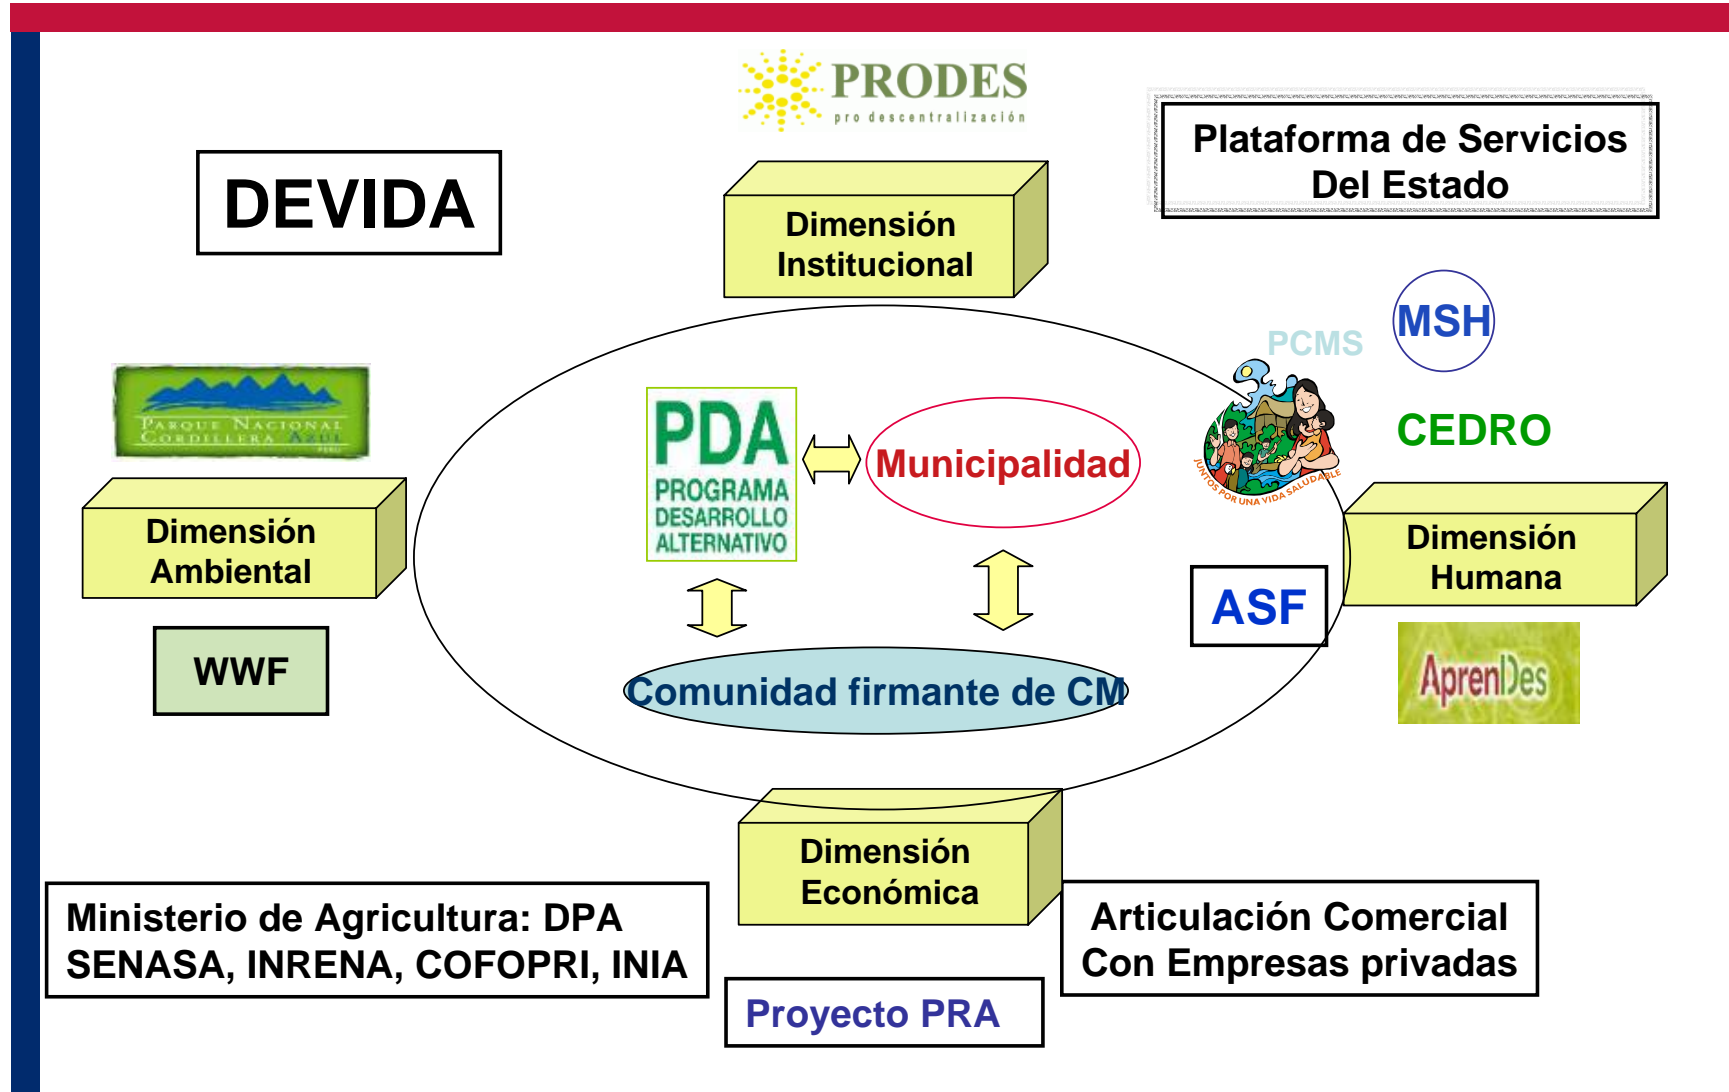 PRODES
pro descentralización
Plataforma de Servicios
Del Estado
DEVIDA
Dimensión
Institucional
MSH
PCMS
PARQUE NACIONAL
CORDILLERA AZUL
PERÚ
PDA
PROGRAMA
DESARROLLO
ALTERNATIVO
Municipalidad
JUNTOS POR UNA VIDA SALUDABLE
CEDRO
Dimensión
Ambiental
Dimensión
Humana
ASF
WWF
Comunidad firmante de CM
AprenDes
Dimensión
Económica
Ministerio de Agricultura: DPA
SENASA, INRENA, COFOPRI, INIA
Articulación Comercial
Con Empresas privadas
Proyecto PRA